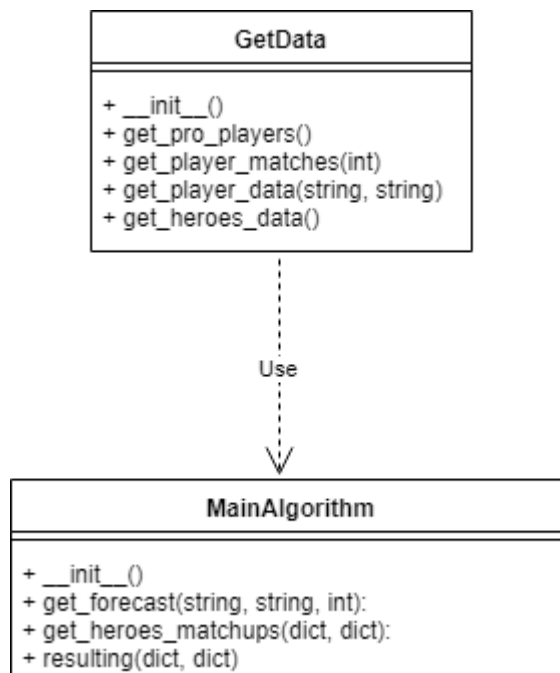 GetData
+ __init__()
+ get_pro_players()
+ get_player_matches(int)
+ get_player_data(string, string)
+ get_heroes_data()
Use
MainAlgorithm
+ __init__()
+ get_forecast(string, string, int):
+ get_heroes_matchups(dict, dict):
+ resulting(dict, dict)